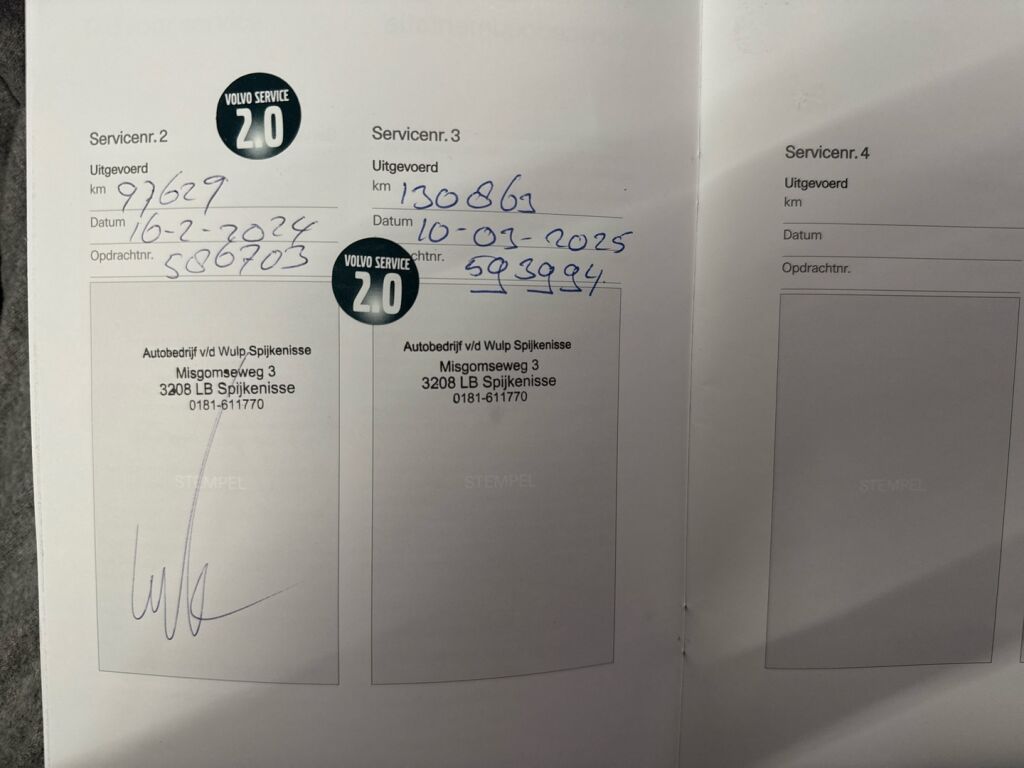 VOLVO SERVICE
2.0
Servicenr. 2
Uitgevoerd
km 97629
Datum 16-2-2024
Opdrachtnr. 586703
Autobedrijf v/d Wulp Spijkenisse
Misgomseweg 3
3208 LB Spijkenisse
0181-611770
STEMPEL
Servicenr. 3
Uitgevoerd
km 130863
Datum 10-03-2025
chtnr. 593994
VOLVO SERVICE
2.0
Autobedrijf v/d Wulp Spijkenisse
Misgomseweg 3
3208 LB Spijkenisse
0181-611770
STEMPEL
Servicenr. 4
Uitgevoerd
km
Datum
Opdrachtnr.
STEMPEL